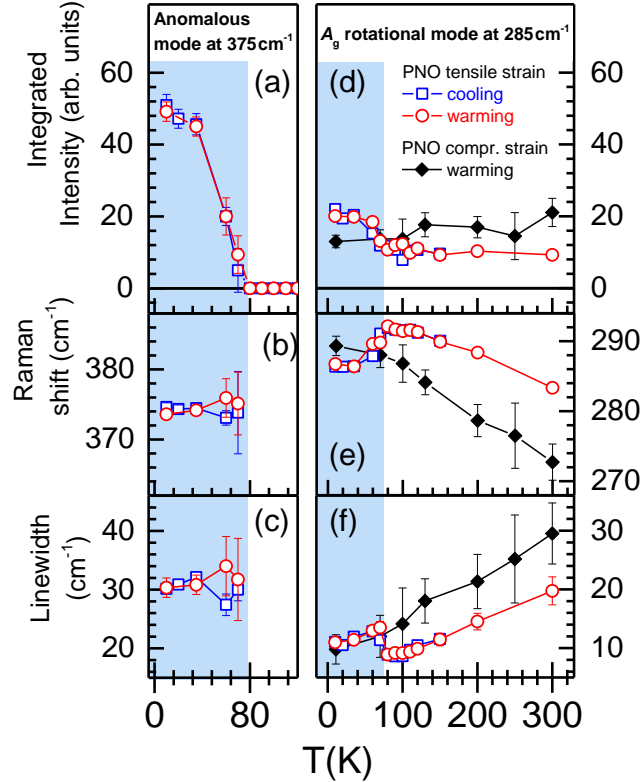 Anomalous
mode at 375cm⁻¹
Ag rotational mode at 285cm⁻¹
Integrated
Intensity (arb. units)
60
40
20
0
(a)
(d)
PNO tensile strain
cooling
warming
PNO compr. strain
warming
60
40
20
0
Raman
shift (cm⁻¹)
380
370
(b)
(e)
290
280
270
Linewidth
(cm⁻¹)
40
30
20
(c)
(f)
30
20
10
0
80
0
100
200
300
T(K)